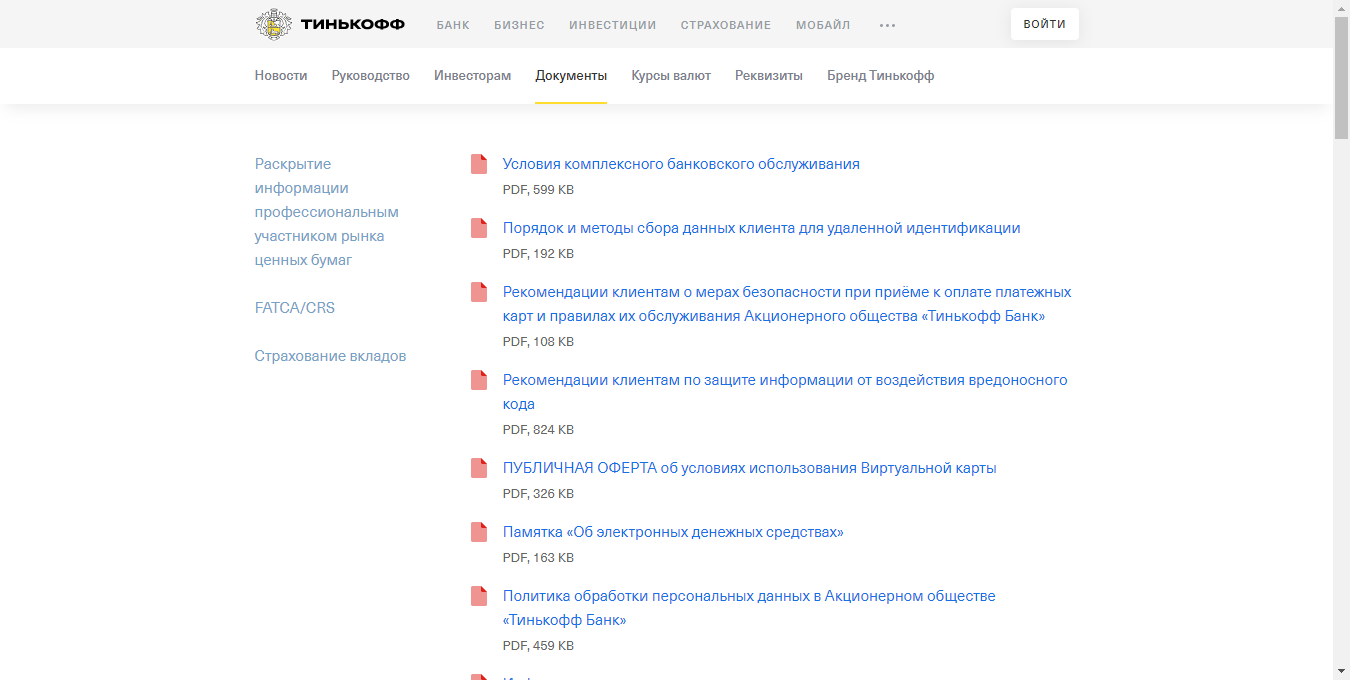 ТИНЬКОФФ БАНК БИЗНЕС ИНВЕСТИЦИИ СТРАХОВАНИЕ МОБАЙЛ ... ВОЙТИ
Новости Руководство Инвесторам Документы Курсы валют Реквизиты Бренд Тинькофф
Раскрытие
информации
профессиональным
участником рынка
ценных бумаг
FATCA/CRS
Страхование вкладов
Условия комплексного банковского обслуживания
PDF, 599 KB
Порядок и методы сбора данных клиента для удаленной идентификации
PDF, 192 KB
Рекомендации клиентам о мерах безопасности при приёме к оплате платежных
карт и правилах их обслуживания Акционерного общества «Тинькофф Банк»
PDF, 108 KB
Рекомендации клиентам по защите информации от воздействия вредоносного
кода
PDF, 824 KB
ПУБЛИЧНАЯ ОФЕРТА об условиях использования Виртуальной карты
PDF, 326 KB
Памятка «Об электронных денежных средствах»
PDF, 163 KB
Политика обработки персональных данных в Акционерном обществе
«Тинькофф Банк»
PDF, 459 KB